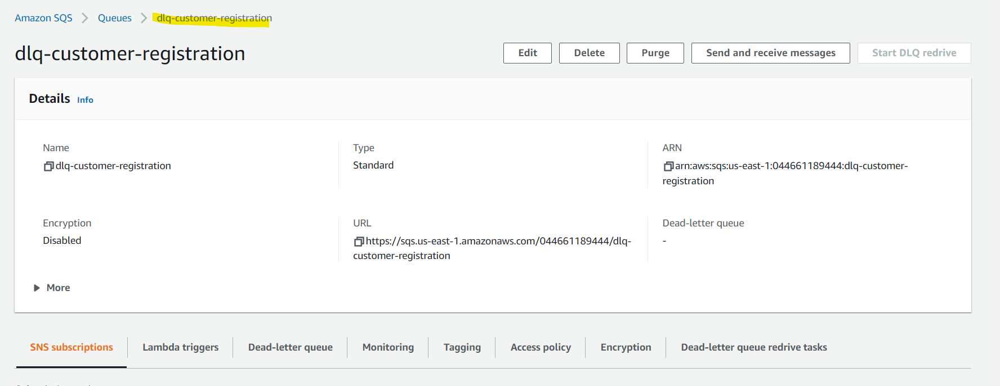 Amazon SQS > Queues > dlq-customer-registration
dlq-customer-registration
Edit
Delete
Purge
Send and receive messages
Start DLQ redrive
Details Info
Name
dlq-customer-registration
Type
Standard
ARN
arn:aws:sqs:us-east-1:044661189444:dlq-customer-
registration
Encryption
Disabled
URL
https://sqs.us-east-1.amazonaws.com/044661189444/dlq-
customer-registration
Dead-letter queue
-
More
SNS subscriptions
Lambda triggers
Dead-letter queue
Monitoring
Tagging
Access policy
Encryption
Dead-letter queue redrive tasks